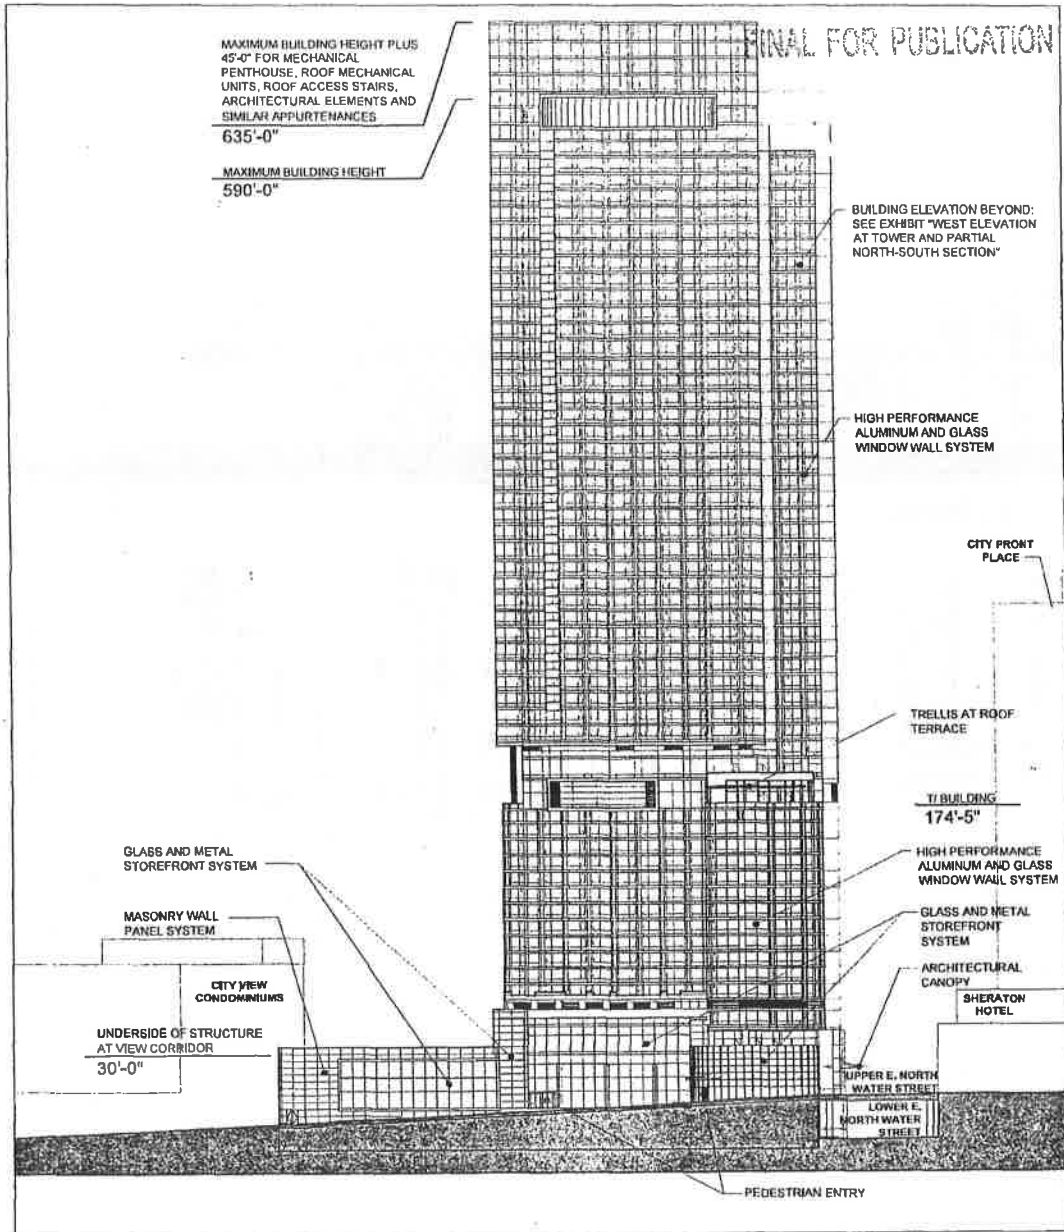 FINAL FOR PUBLICATION
MAXIMUM BUILDING HEIGHT PLUS
45'-0" FOR MECHANICAL
PENTHOUSE, ROOF MECHANICAL
UNITS, ROOF ACCESS STAIRS,
ARCHITECTURAL ELEMENTS AND
SIMILAR APPURTENANCES
635'-0"
MAXIMUM BUILDING HEIGHT
590'-0"
BUILDING ELEVATION BEYOND:
SEE EXHIBIT "WEST ELEVATION
AT TOWER AND PARTIAL
NORTH-SOUTH SECTION"
HIGH PERFORMANCE
ALUMINUM AND GLASS
WINDOW WALL SYSTEM
CITY FRONT
PLACE
TRELLIS AT ROOF
TERRACE
T/ BUILDING
174'-5"
HIGH PERFORMANCE
ALUMINUM AND GLASS
WINDOW WALL SYSTEM
GLASS AND METAL
STOREFRONT SYSTEM
GLASS AND METAL
STOREFRONT
SYSTEM
MASONRY WALL
PANEL SYSTEM
ARCHITECTURAL
CANOPY
CITY VIEW
CONDOMINIUMS
SHERATON
HOTEL
UNDERSIDE OF STRUCTURE
AT VIEW CORRIDOR
30'-0"
UPPER E. NORTH
WATER STREET
LOWER E.
NORTH WATER
STREET
PEDESTRIAN ENTRY